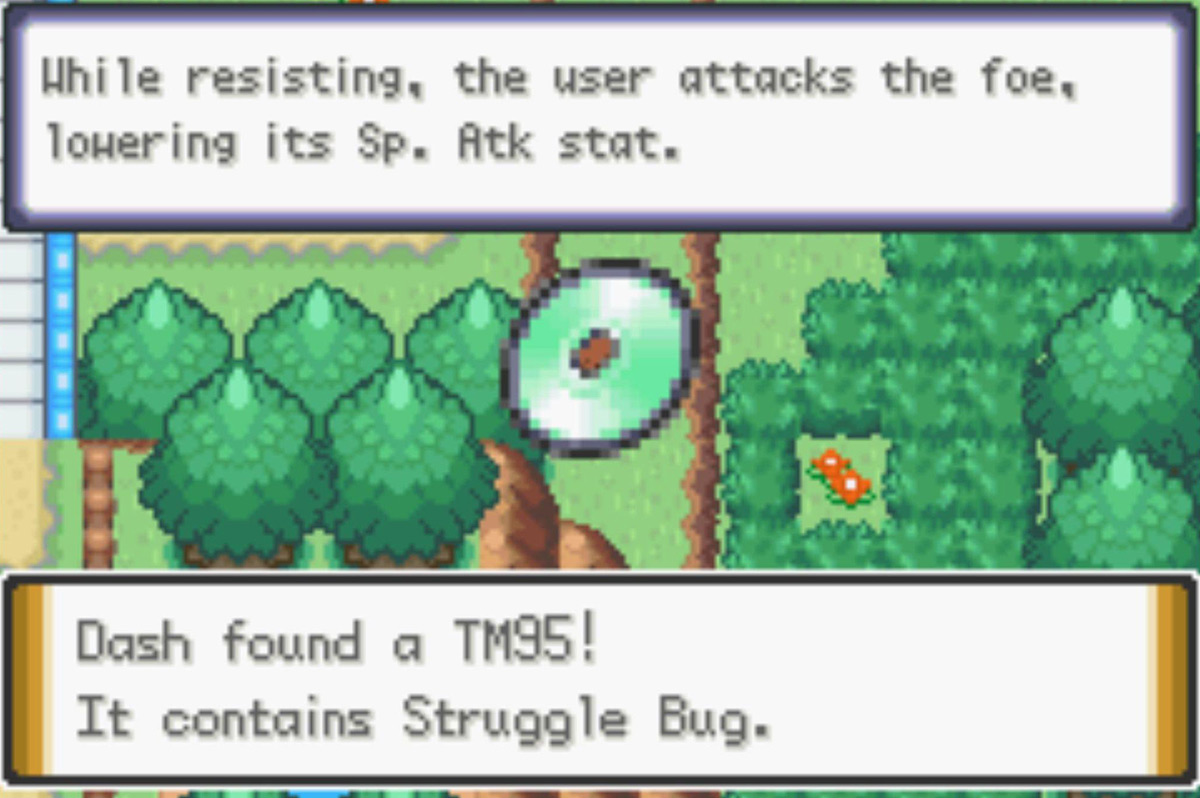 While resisting, the user attacks the foe,
lowering its Sp. Atk stat.
Dash found a TM95!
It contains Struggle Bug.